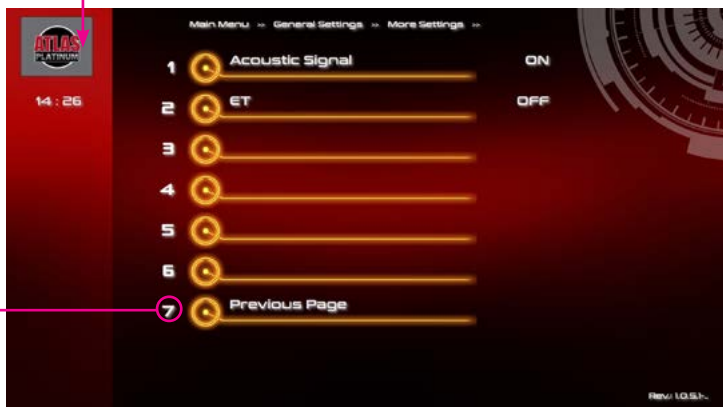 Main Menu » General Settings » More Settings »
ATLAS
PLATINUM
14 : 26
1 Acoustic Signal ON
2 ET OFF
3
4
5
6
7 Previous Page
Rev.: 1.0.5.1-.